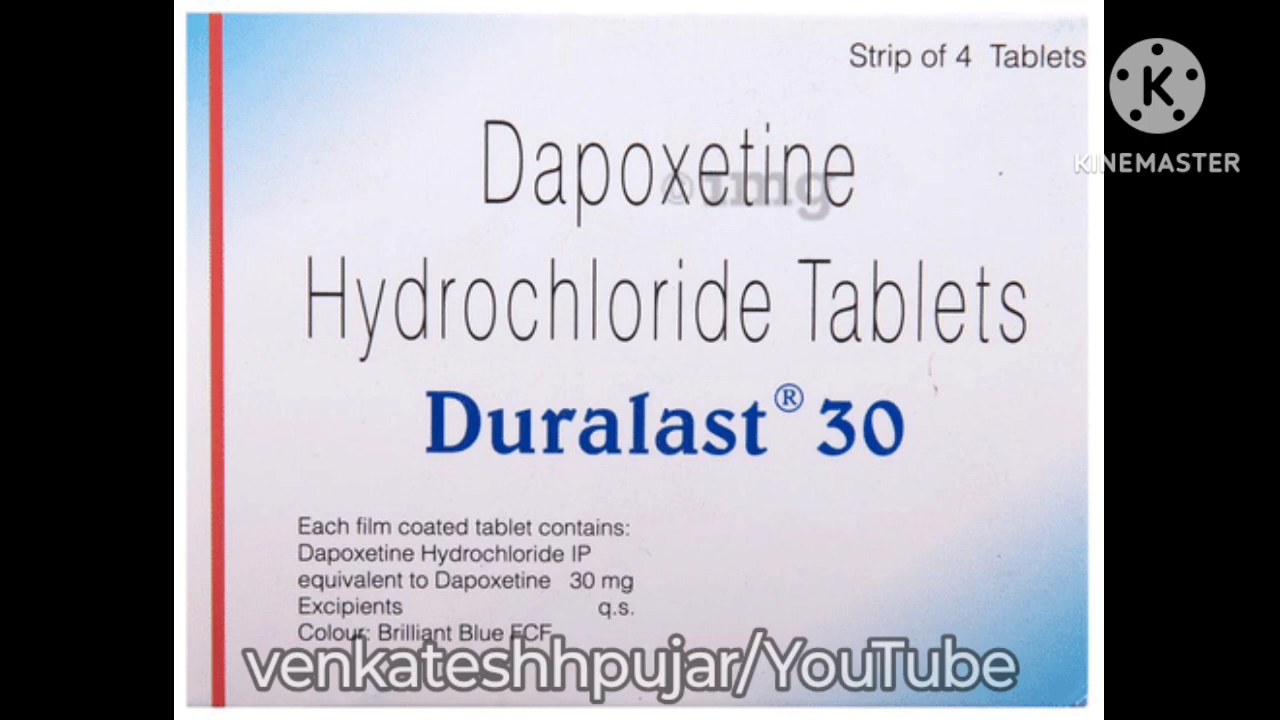 Strip of 4 Tablets
K
KINEMASTER
Dapoxetine
1mg
Hydrochloride Tablets
Duralast® 30
Each film coated tablet contains:
Dapoxetine Hydrochloride IP
equivalent to Dapoxetine 30 mg
Excipients q.s.
Colour: Brilliant Blue FCF
venkateshhpujar/YouTube